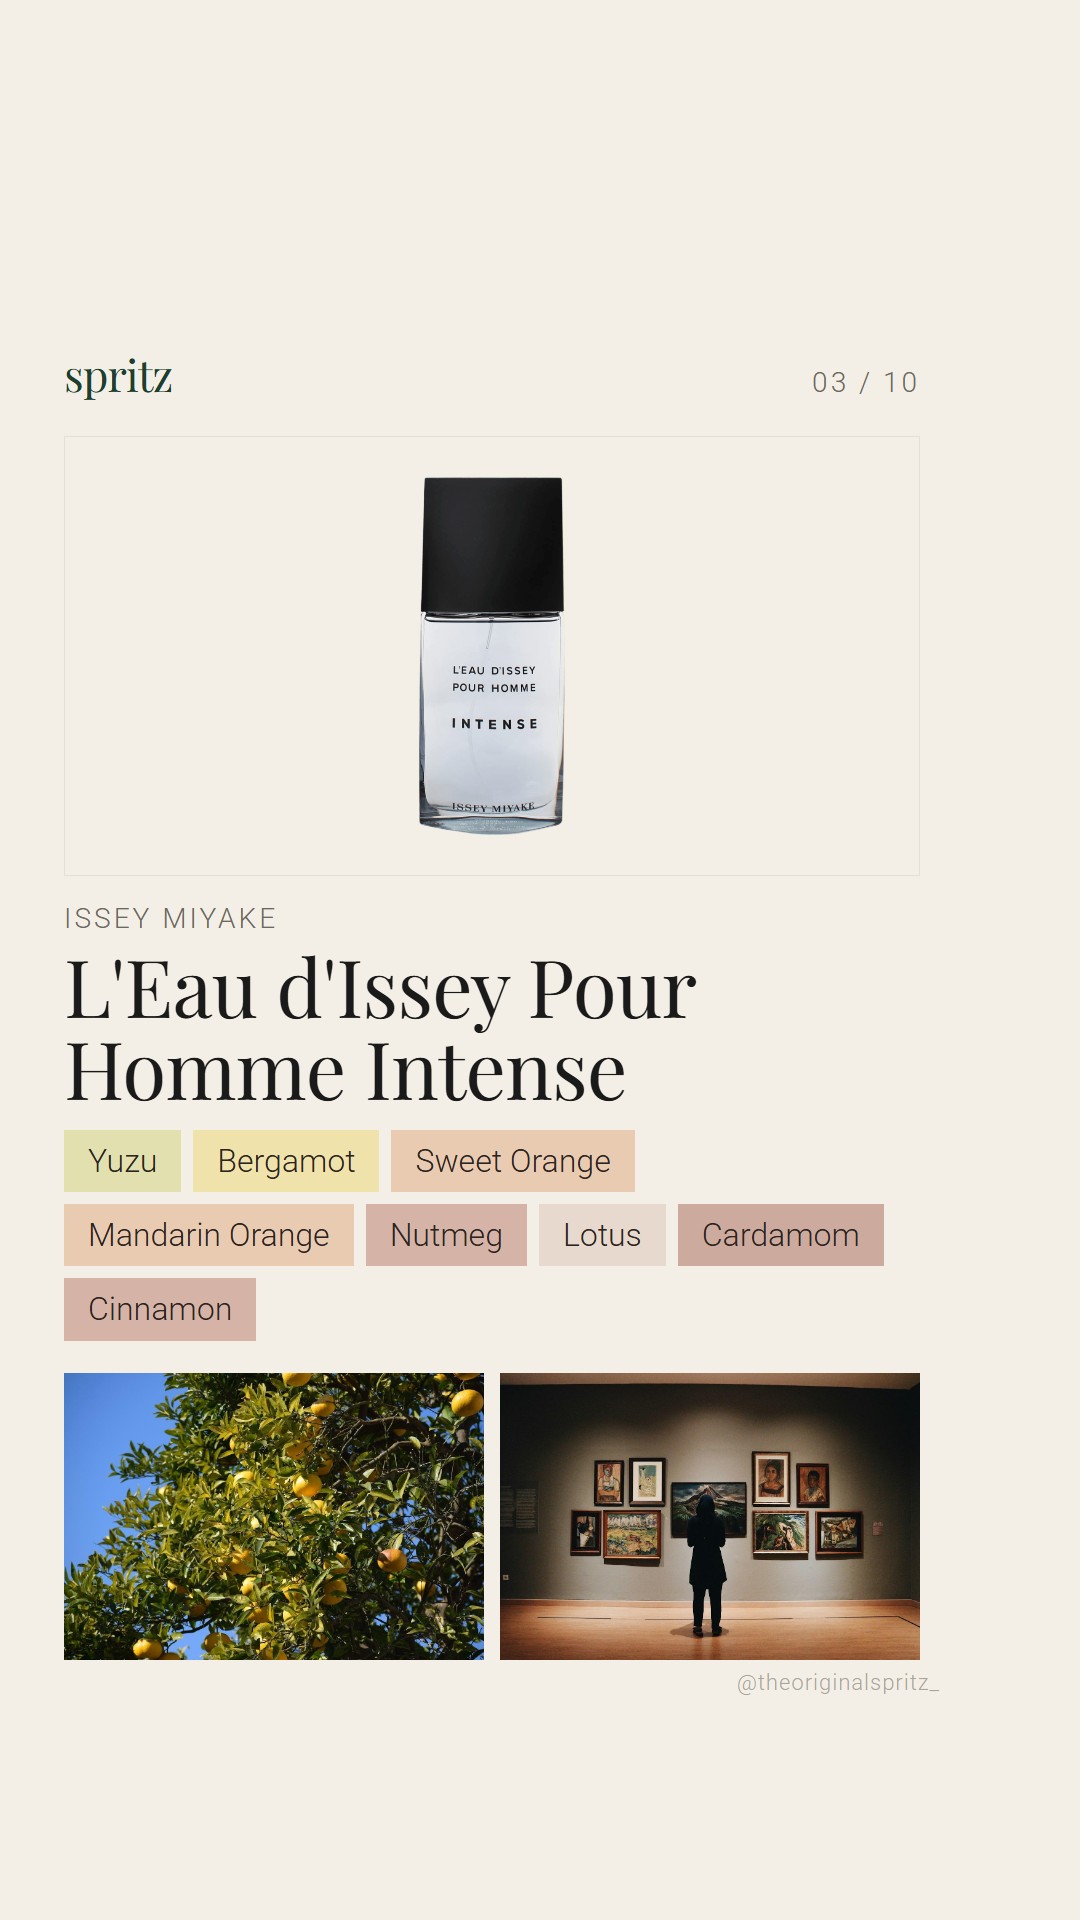 spritz
03 / 10
L'EAU D'ISSEY
POUR HOMME
INTENSE
ISSEY MIYAKE
ISSEY MIYAKE
L'Eau d'Issey Pour
Homme Intense
Yuzu Bergamot Sweet Orange
Mandarin Orange Nutmeg Lotus Cardamom
Cinnamon
@theoriginalspritz_